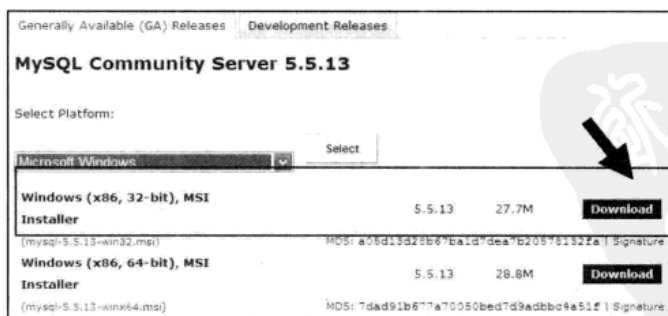 Generally Available (GA) Releases Development Releases
MySQL Community Server 5.5.13
Select Platform:
Microsoft Windows Select
Windows (x86, 32-bit), MSI
Installer 5.5.13 27.7M Download
(mysql-5.5.13-win32.msi) MD5: | Signature
Windows (x86, 64-bit), MSI
Installer 5.5.13 28.8M Download
(mysql-5.5.13-winx64.msi) MD5: 7dad91b677a70050bed7d9adbbc4a51f | Signature